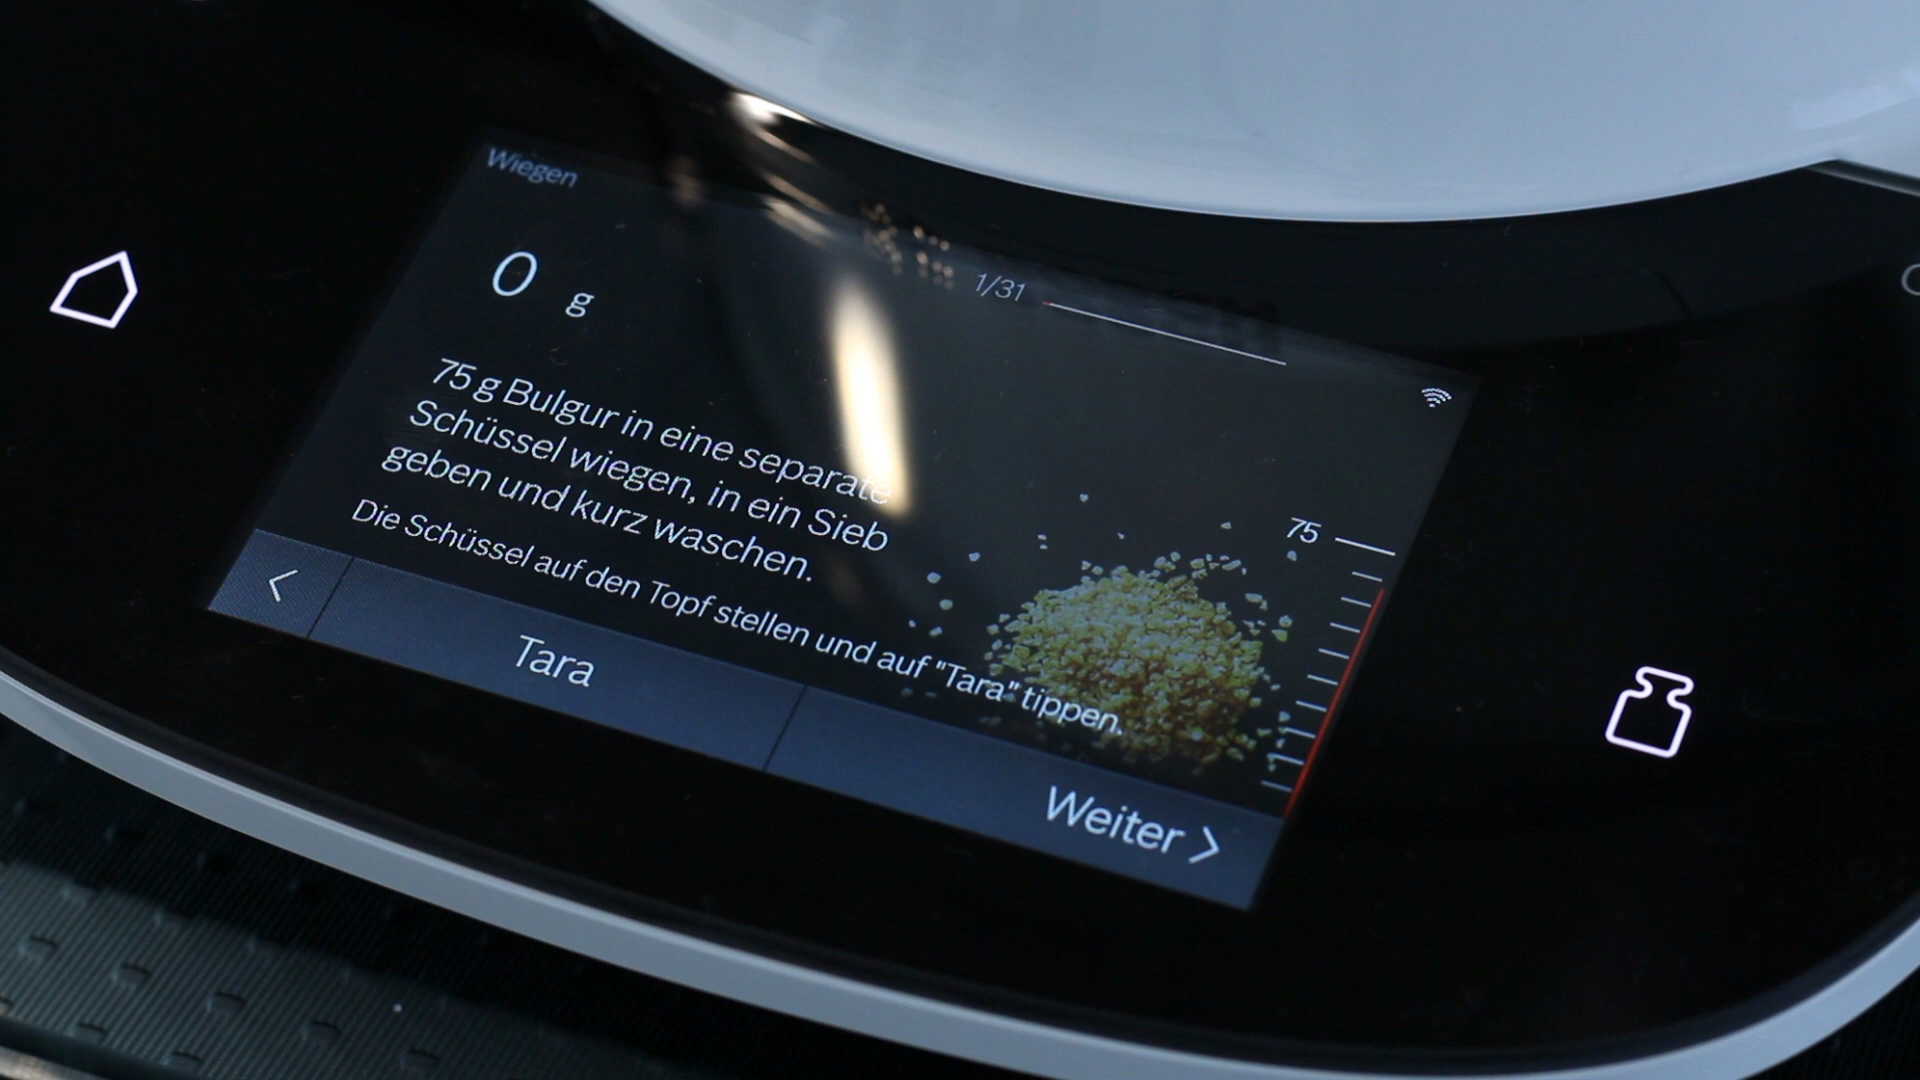 Wiegen
0 g
1/31
75 g Bulgur in eine separate
Schüssel wiegen, in ein Sieb
geben und kurz waschen.
Die Schüssel auf den Topf stellen und auf "Tara" tippen.
75
Tara
Weiter